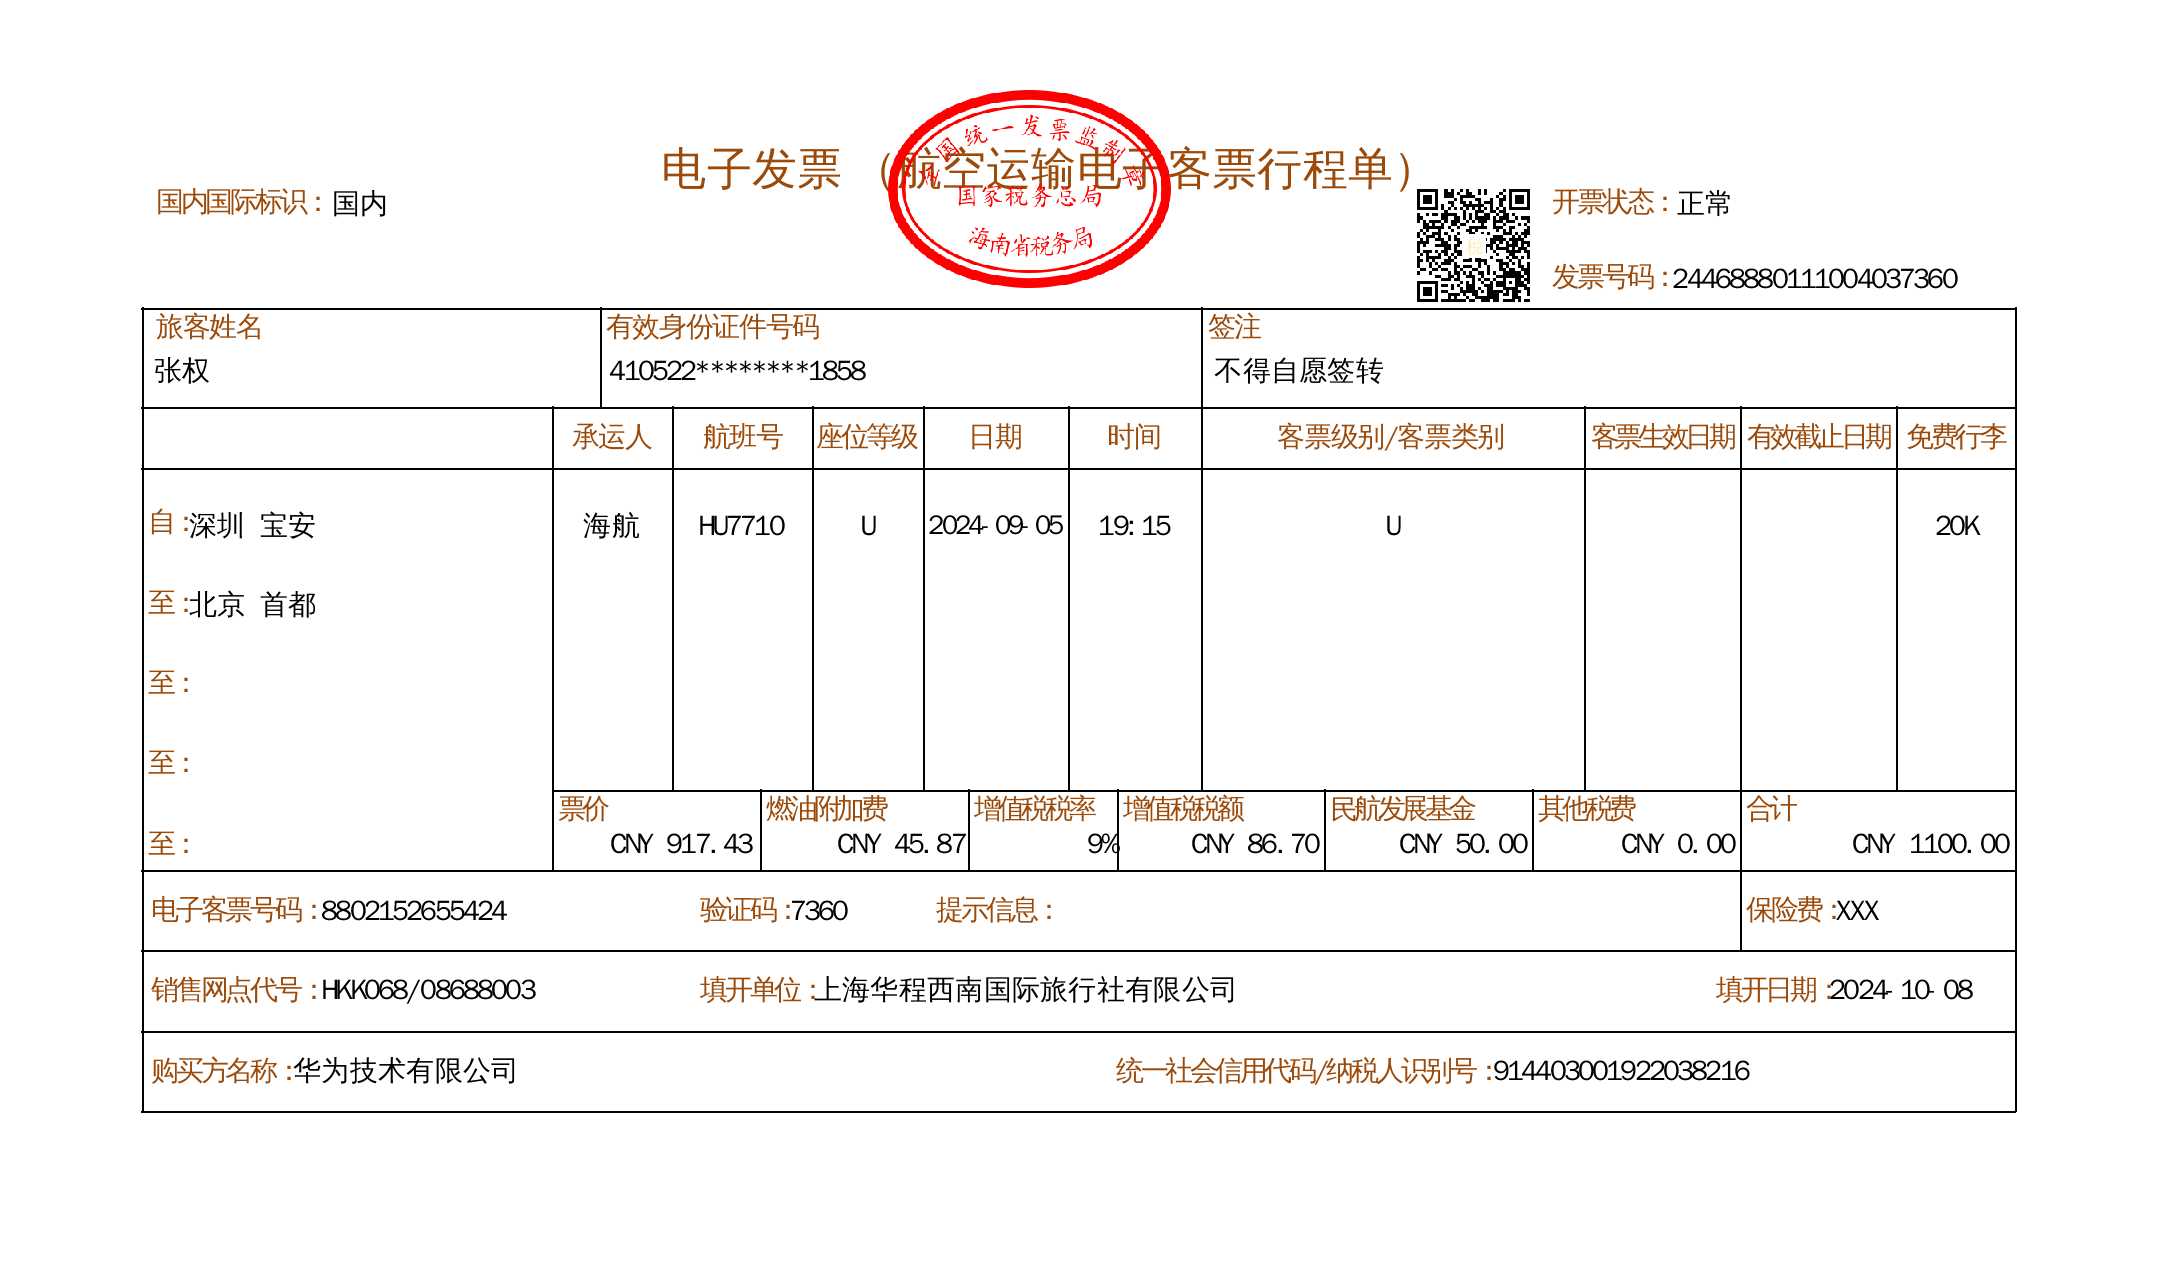 全国统一发票监制章
电子发票（航空运输电子客票行程单）
国家税务总局
海南省税务局
国内国际标识：国内
开票状态：正常
税
发票号码：24468880111004037360
旅客姓名 有效身份证件号码 签注
张权 410522********1858 不得自愿签转
承运人 航班号 座位等级 日期 时间 客票级别/客票类别 客票生效日期 有效截止日期 免费行李
自：深圳 宝安 海航 HU7710 U 2024-09-05 19:15 U 20K
至：北京 首都
至：
至：
票价 燃油附加费 增值税税率 增值税税额 民航发展基金 其他税费 合计
至： CNY 917.43 CNY 45.87 9% CNY 86.70 CNY 50.00 CNY 0.00 CNY 1100.00
电子客票号码：8802152655424 验证码：7360 提示信息： 保险费：XXX
销售网点代号：HKK068/08688003 填开单位：上海华程西南国际旅行社有限公司 填开日期：2024-10-08
购买方名称：华为技术有限公司 统一社会信用代码/纳税人识别号：914403001922038216